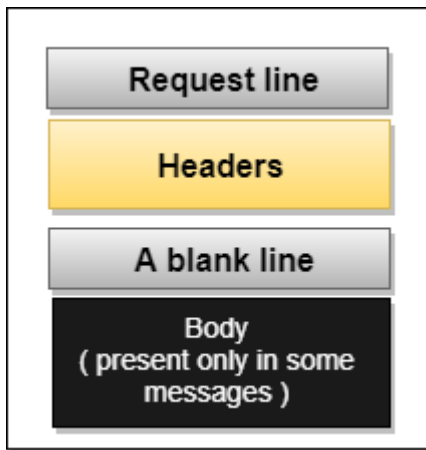 Request line
Headers
A blank line
Body
( present only in some
messages )